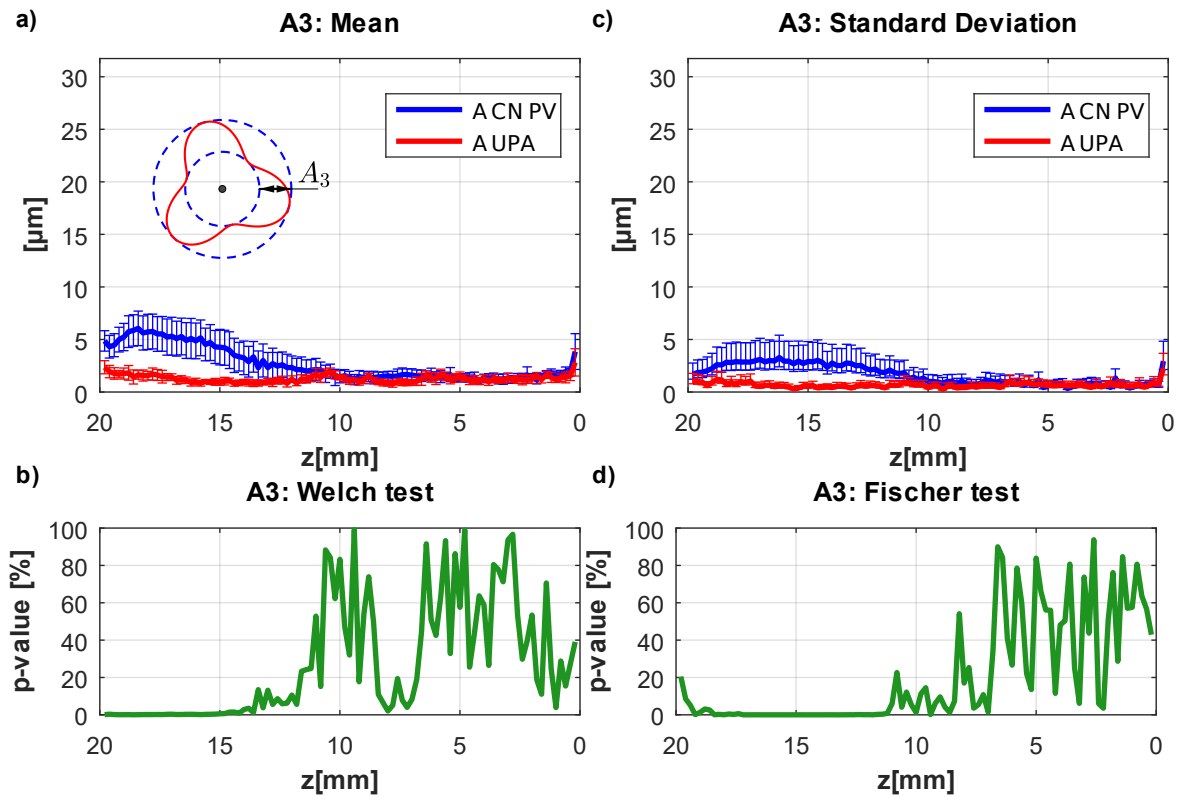 a)
A3: Mean
30
25
20
15
10
5
0
[µm]
A CN PV
A UPA
A3
20
15
10
5
0
z[mm]
c)
A3: Standard Deviation
30
25
20
15
10
5
0
[µm]
A CN PV
A UPA
20
15
10
5
0
z[mm]
b)
A3: Welch test
100
80
60
40
20
0
p-value [%]
20
15
10
5
0
z[mm]
d)
A3: Fischer test
100
80
60
40
20
0
p-value [%]
20
15
10
5
0
z[mm]